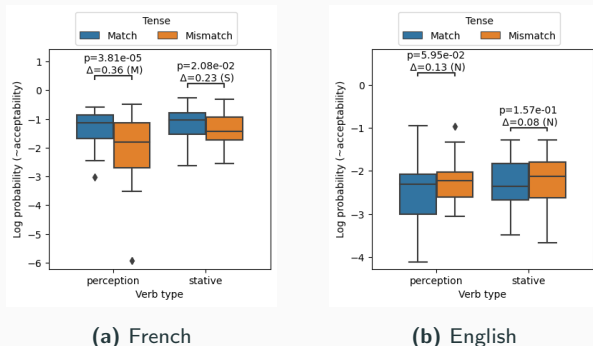 Tense
Match Mismatch
p=3.81e-05
Δ=0.36 (M)
p=2.08e-02
Δ=0.23 (S)
Log probability (~acceptability)
1
0
−1
−2
−3
−4
−5
−6
perception stative
Verb type
(a) French
Tense
Match Mismatch
p=5.95e-02
Δ=0.13 (N)
p=1.57e-01
Δ=0.08 (N)
Log probability (~acceptability)
0
−1
−2
−3
−4
perception stative
Verb type
(b) English